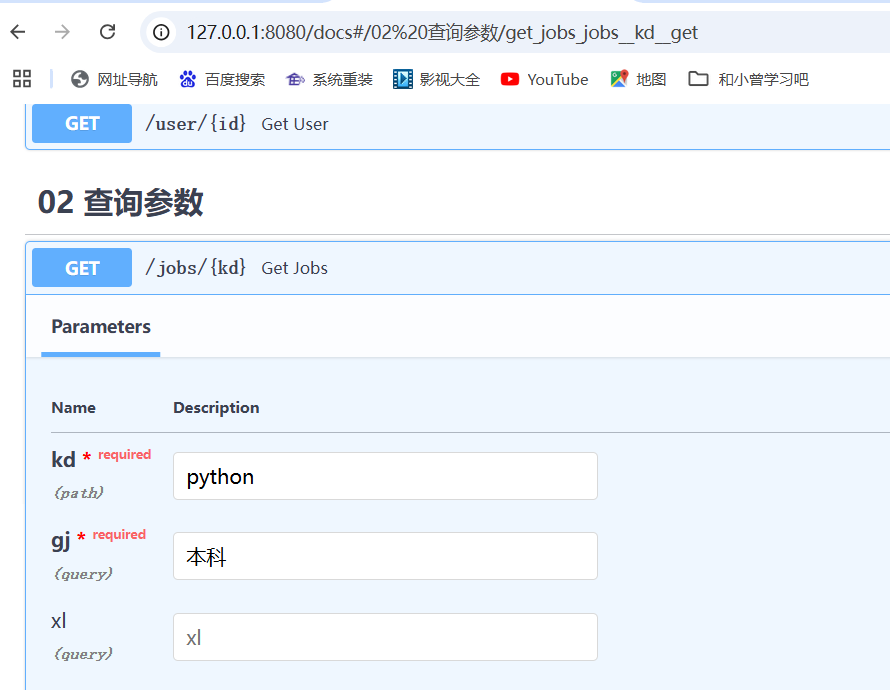 127.0.0.1:8080/docs#/02%20查询参数/get_jobs_jobs__kd__get
网址导航 百度搜索 系统重装 影视大全 YouTube 地图 和小曾学习吧
GET /user/{id} Get User
02 查询参数
GET /jobs/{kd} Get Jobs
Parameters
Name Description
kd * required
python
(path)
gj * required
本科
(query)
xl
xl
(query)